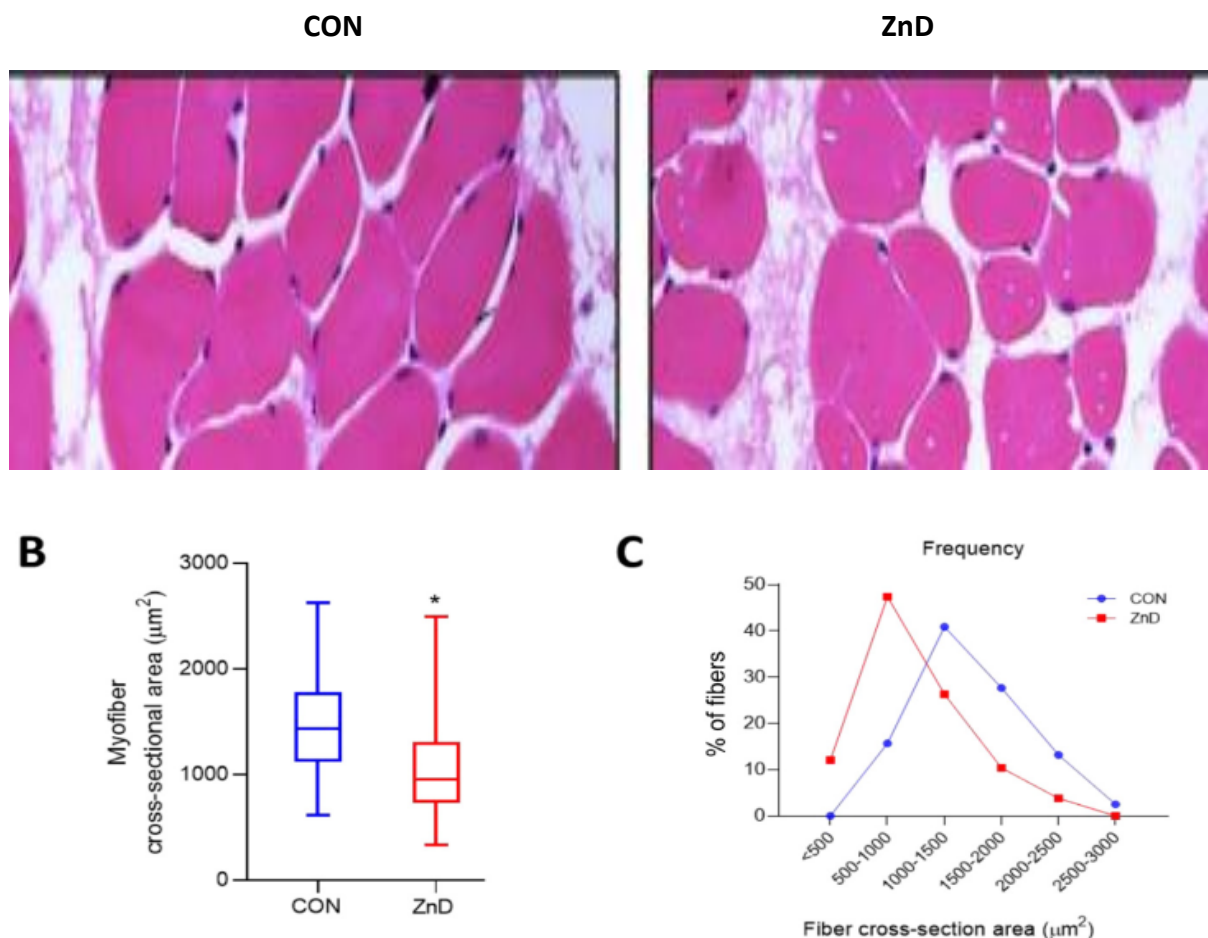 CON
ZnD
B
3000
2000
1000
0
Myofiber
cross-sectional area (μm²)
*
CON
ZnD
C
Frequency
50
40
30
20
10
0
% of fibers
CON
ZnD
<500
500-1000
1000-1500
1500-2000
2000-2500
2500-3000
Fiber cross-section area (μm²)